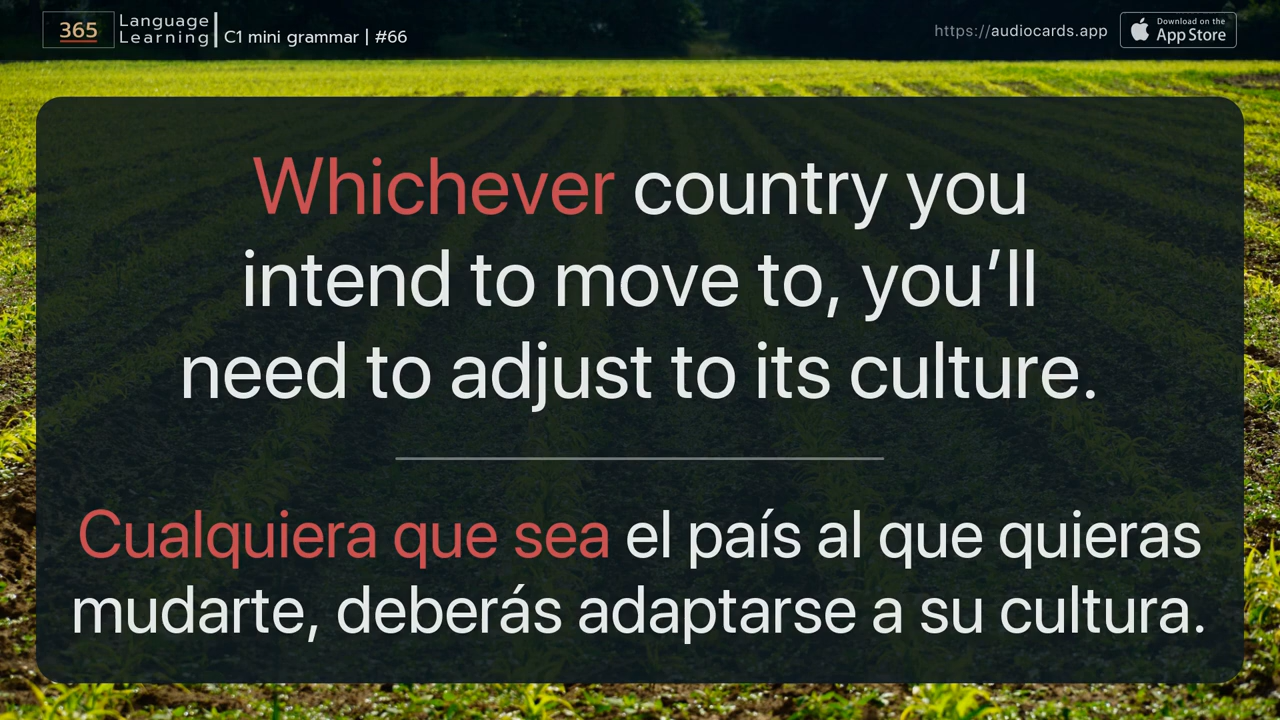 365
Language
Learning
C1 mini grammar | #66
https://audiocards.app
Download on the
App Store
Whichever country you
intend to move to, you’ll
need to adjust to its culture.
Cualquiera que sea el país al que quieras
mudarte, deberás adaptarse a su cultura.